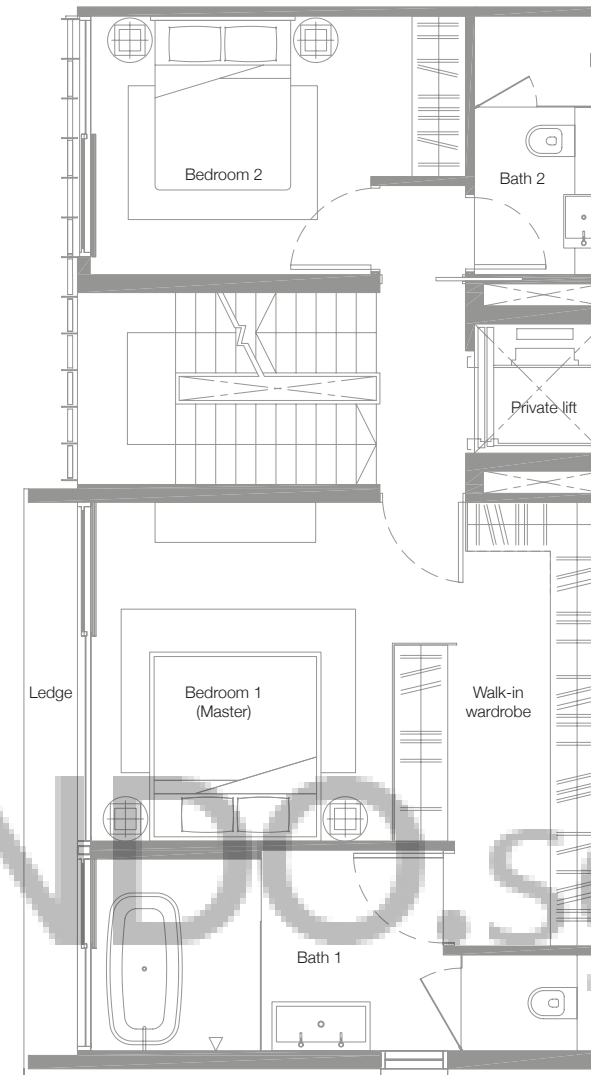 Bedroom 2
Bath 2
Private lift
Ledge
Bedroom 1
(Master)
Walk-in
wardrobe
Bath 1